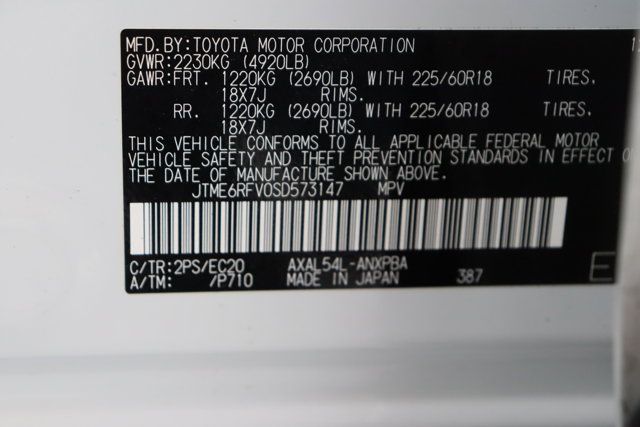 MFD.BY:TOYOTA MOTOR CORPORATION
GVWR:2230KG (4920LB)
GAWR:FRT. 1220KG (2690LB) WITH 225/60R18 TIRES.
18X7J RIMS.
RR. 1220KG (2690LB) WITH 225/60R18 TIRES.
18X7J RIMS.
THIS VEHICLE CONFORMS TO ALL APPLICABLE FEDERAL MOTOR
VEHICLE SAFETY AND THEFT PREVENTION STANDARDS IN EFFECT
THE DATE OF MANUFACTURE SHOWN ABOVE.
JTME6RFV0SD573147 MPV
C/TR:2PS/EC20 AXAL54L-ANXPBA
A/TM: /P710 MADE IN JAPAN 387
E